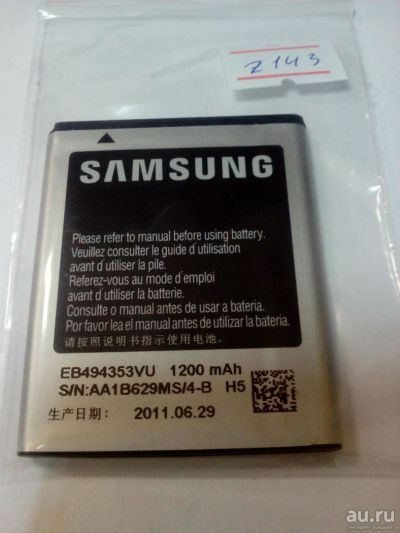 z143
SAMSUNG
Please refer to manual before using battery.
Veuillez consulter le guide d'utilisation
avant d'utiliser la pile.
Referez-vous au mode d'emploi
avant d'utiliser la batterie.
Consulte o manual antes de usar a bateria.
Por favor lea el manual antes de utilizar la bateria.
请按照说明书指示使用电池。
EB494353VU 1200 mAh
S/N:AA1B629MS/4-B H5
生产日期: 2011.06.29
au.ru
интернет-аукцион